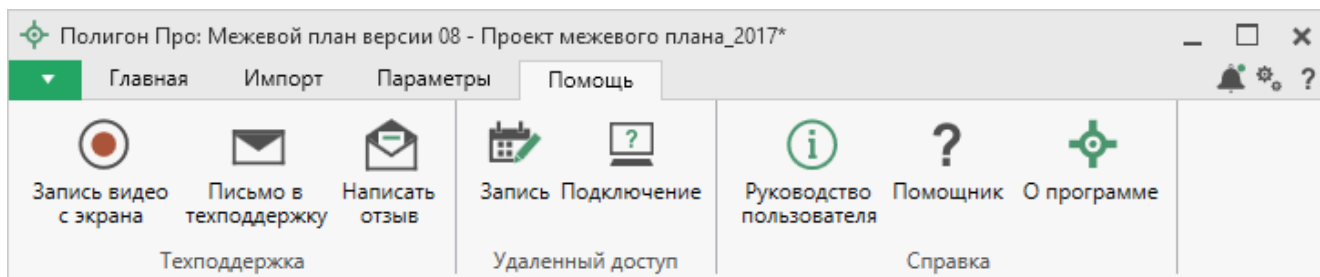 Полигон Про: Межевой план версии 08 - Проект межевого плана_2017*
Главная Импорт Параметры Помощь
?
Запись видео
с экрана
Письмо в
техподдержку
Написать
отзыв
Техподдержка
Запись
?
Подключение
Удаленный доступ
i
Руководство
пользователя
?
Помощник
О программе
Справка